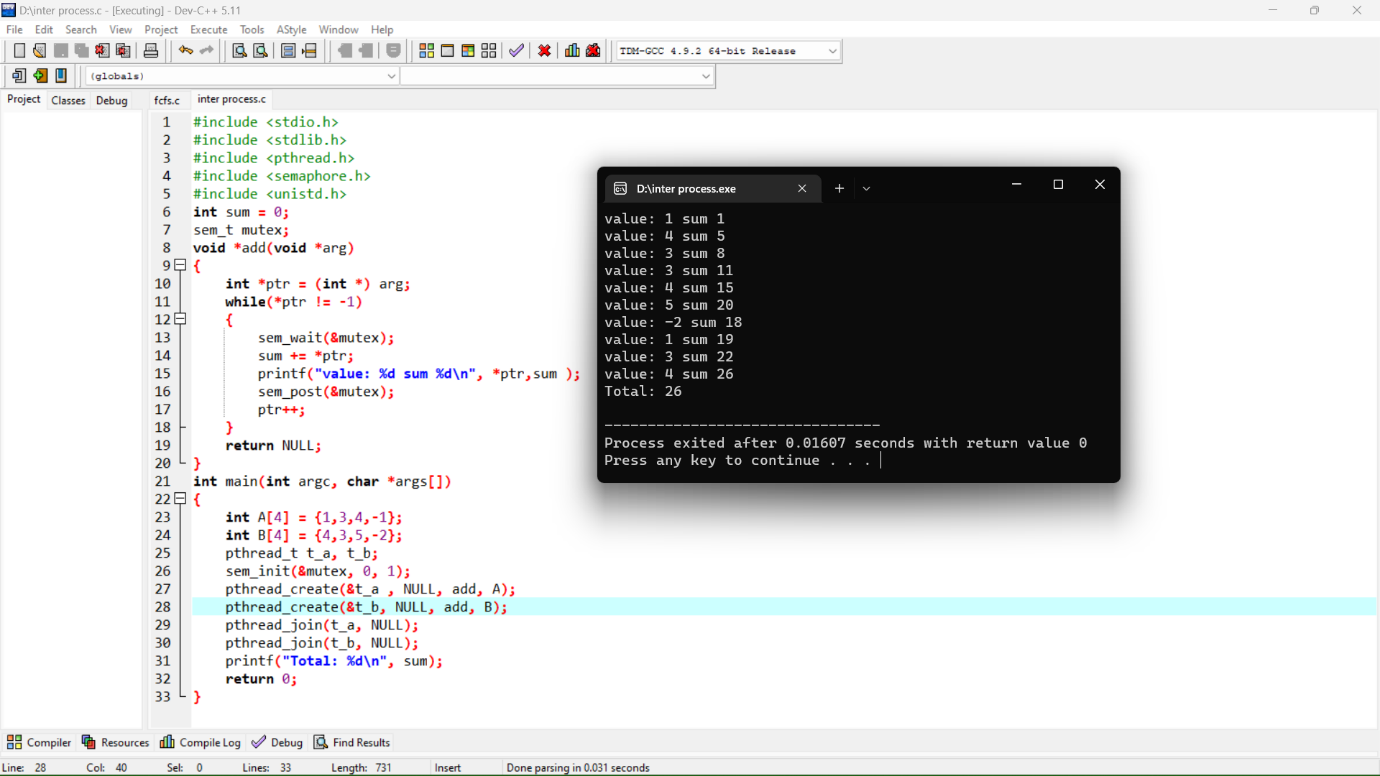 D:\inter process.c - [Executing] - Dev-C++ 5.11
File Edit Search View Project Execute Tools AStyle Window Help
TDM-GCC 4.9.2 64-bit Release
(globals)
Project Classes Debug fcfs.c inter process.c
1 #include <stdio.h>
2 #include <stdlib.h>
3 #include <pthread.h>
4 #include <semaphore.h>
5 #include <unistd.h>
6 int sum = 0;
7 sem_t mutex;
8 void *add(void *arg)
9 {
10 int *ptr = (int *) arg;
11 while(*ptr != -1)
12 {
13 sem_wait(&mutex);
14 sum += *ptr;
15 printf("value: %d sum %d\n", *ptr,sum );
16 sem_post(&mutex);
17 ptr++;
18 }
19 return NULL;
20 }
21 int main(int argc, char *args[])
22 {
23 int A[4] = {1,3,4,-1};
24 int B[4] = {4,3,5,-2};
25 pthread_t t_a, t_b;
26 sem_init(&mutex, 0, 1);
27 pthread_create(&t_a , NULL, add, A);
28 pthread_create(&t_b, NULL, add, B);
29 pthread_join(t_a, NULL);
30 pthread_join(t_b, NULL);
31 printf("Total: %d\n", sum);
32 return 0;
33 }
D:\inter process.exe
value: 1 sum 1
value: 4 sum 5
value: 3 sum 8
value: 3 sum 11
value: 4 sum 15
value: 5 sum 20
value: -2 sum 18
value: 1 sum 19
value: 3 sum 22
value: 4 sum 26
Total: 26
--------------------------------
Process exited after 0.01607 seconds with return value 0
Press any key to continue . . .
Compiler Resources Compile Log Debug Find Results
Line: 28 Col: 40 Sel: 0 Lines: 33 Length: 731 Insert Done parsing in 0.031 seconds